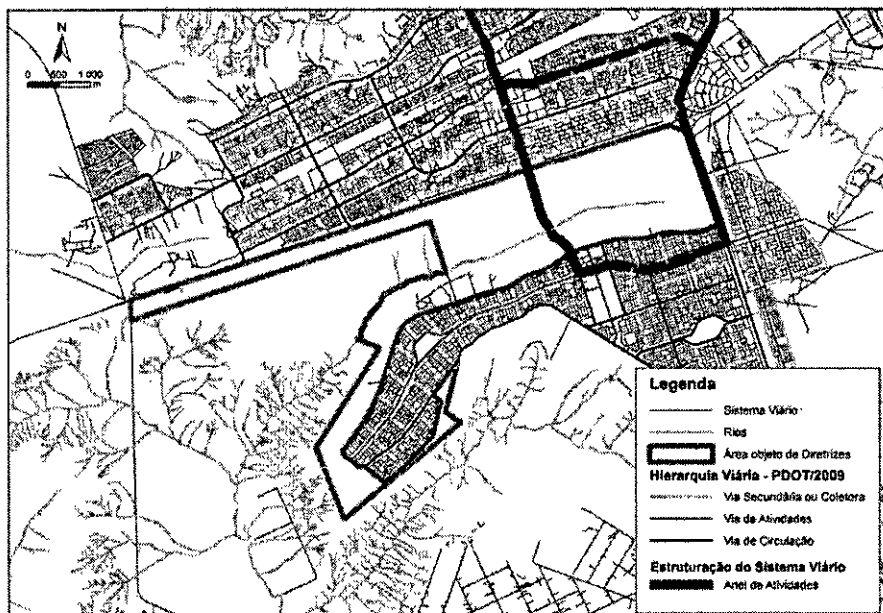 N
0 500 1 000
m
Legenda
Sistema Viário
Rios
Área objeto de Diretrizes
Hierarquia Viária - PDOT/2009
Via Secundária ou Coletora
Via de Atividades
Via de Circulação
Estruturação do Sistema Viário
Anel de Atividades